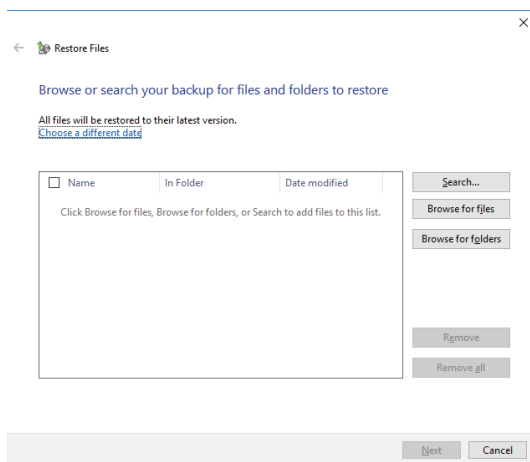 Restore Files
Browse or search your backup for files and folders to restore
All files will be restored to their latest version.
Choose a different date
Name In Folder Date modified
Click Browse for files, Browse for folders, or Search to add files to this list.
Search...
Browse for files
Browse for folders
Remove
Remove all
Next Cancel